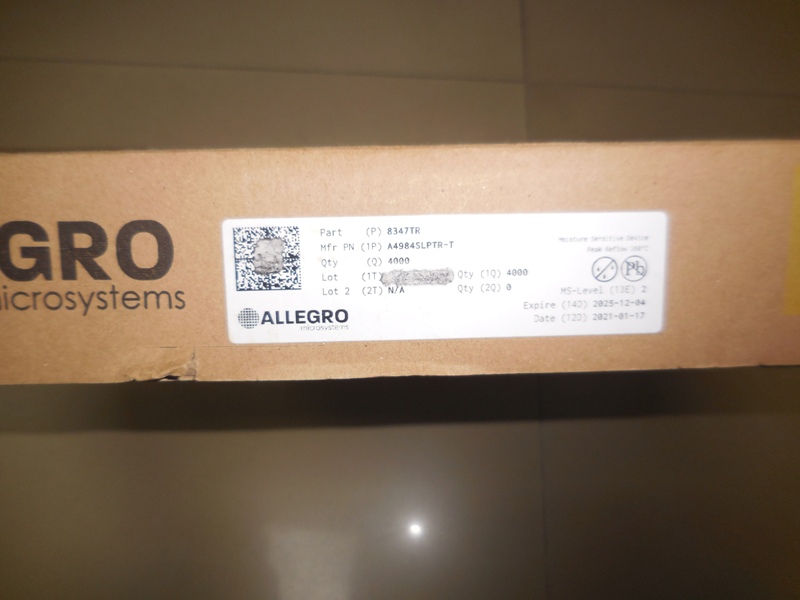 GRO
icrosystems
Part (P) 8347TR
Mfr PN (1P) A4984SLPTR-T
Qty (Q) 4000
Lot (1T) Qty (1Q) 4000
Lot 2 (2T) N/A Qty (2Q) 0
ALLEGRO
microsystems
Moisture Sensitive Device
Peak Reflow 260°C
Pb
MS-Level (13E) 2
Expire (14D) 2025-12-04
Date (12D) 2021-01-17